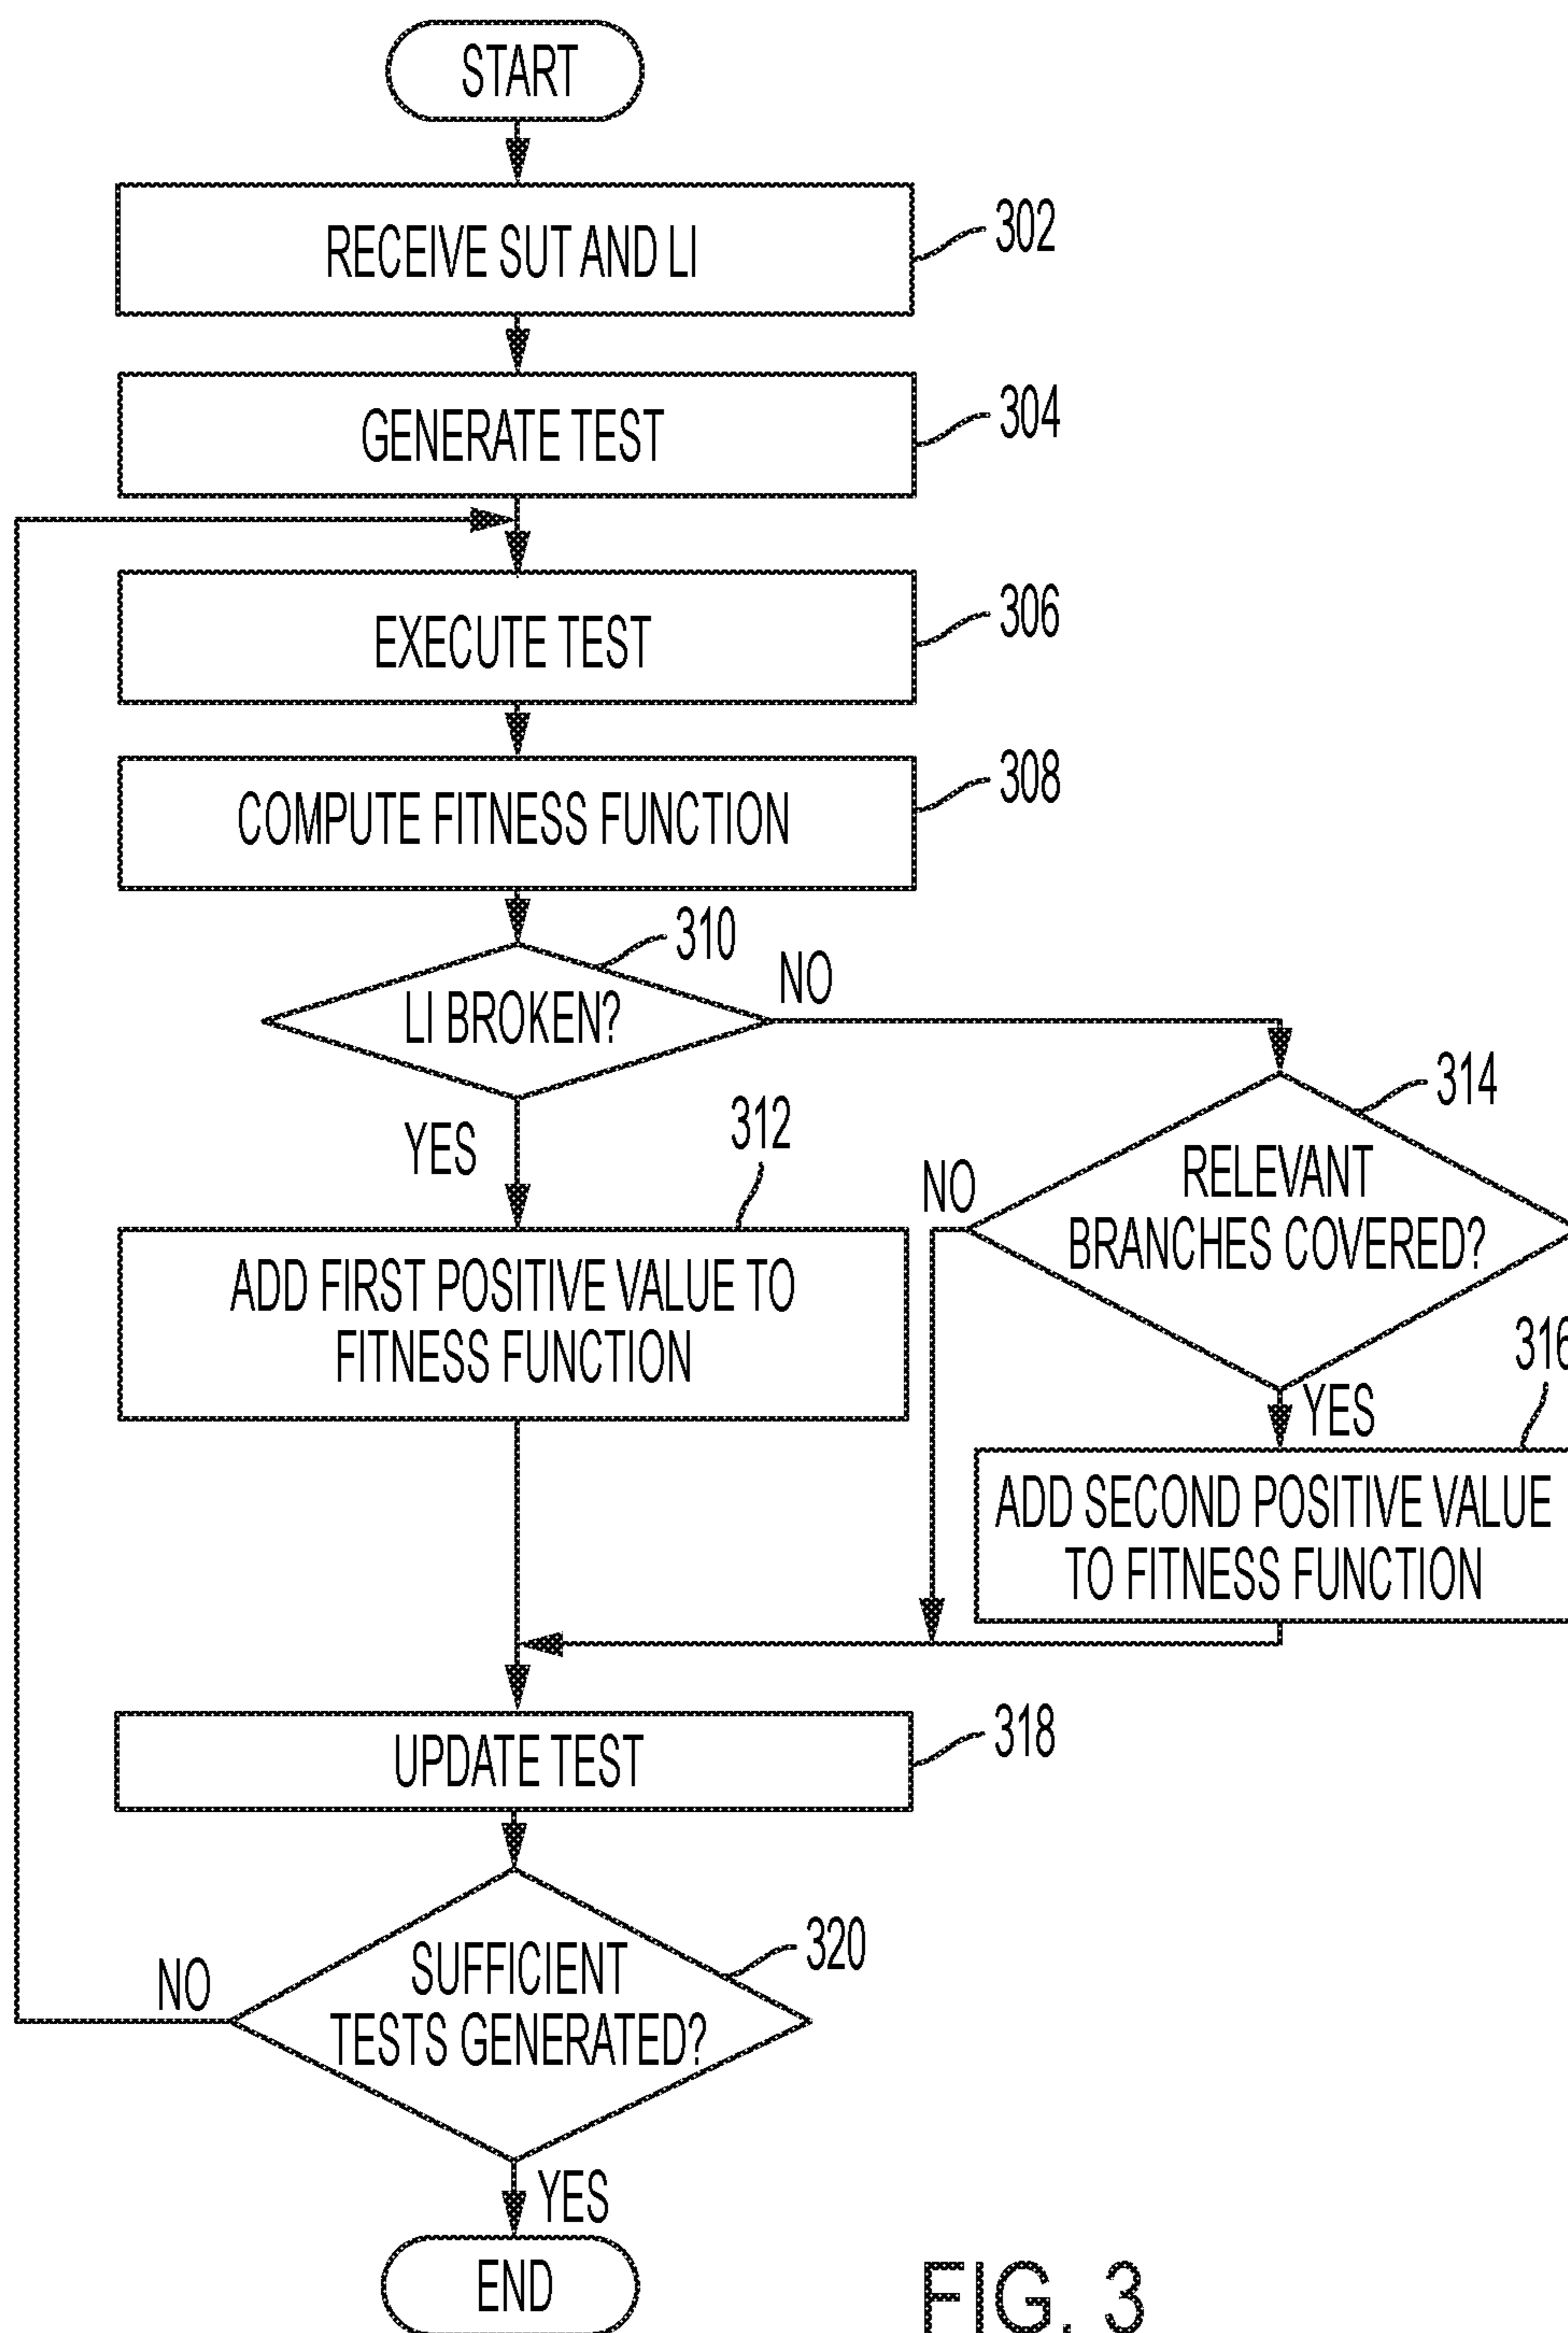 START
RECEIVE SUT AND LI
302
GENERATE TEST
304
EXECUTE TEST
306
COMPUTE FITNESS FUNCTION
308
310
LI BROKEN?
NO
YES
312
314
RELEVANT
BRANCHES COVERED?
NO
ADD FIRST POSITIVE VALUE TO
FITNESS FUNCTION
316
YES
ADD SECOND POSITIVE VALUE
TO FITNESS FUNCTION
UPDATE TEST
318
320
SUFFICIENT
TESTS GENERATED?
NO
YES
END
FIG. 3